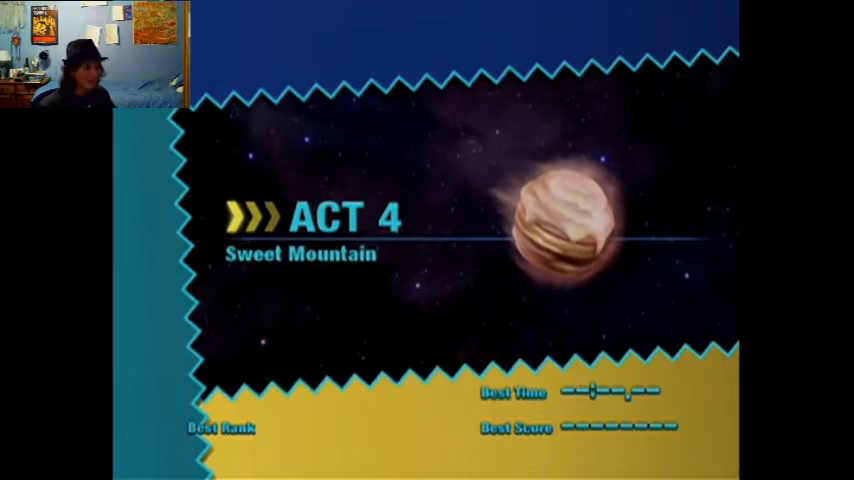 ACT 4
Sweet Mountain
Best Time --:--,--
Best Rank
Best Score --------